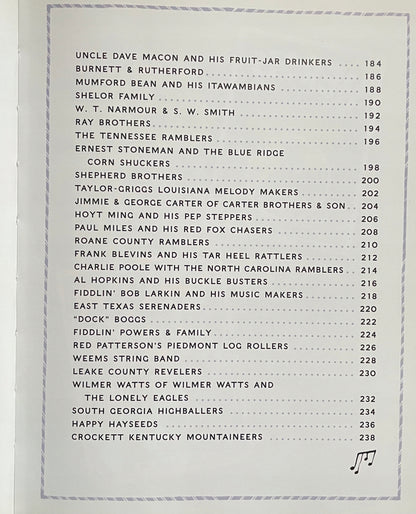 UNCLE DAVE MACON AND HIS FRUIT-JAR DRINKERS .... 184
BURNETT & RUTHERFORD .... 186
MUMFORD BEAN AND HIS ITAWAMBIANS .... 188
SHELOR FAMILY .... 190
W. T. NARMOUR & S. W. SMITH .... 192
RAY BROTHERS .... 194
THE TENNESSEE RAMBLERS .... 196
ERNEST STONEMAN AND THE BLUE RIDGE
CORN SHUCKERS .... 198
SHEPHERD BROTHERS .... 200
TAYLOR-GRIGGS LOUISIANA MELODY MAKERS .... 202
JIMMIE & GEORGE CARTER OF CARTER BROTHERS & SON .. 204
HOYT MING AND HIS PEP STEPPERS .... 206
PAUL MILES AND HIS RED FOX CHASERS .... 208
ROANE COUNTY RAMBLERS .... 210
FRANK BLEVINS AND HIS TAR HEEL RATTLERS .... 212
CHARLIE POOLE WITH THE NORTH CAROLINA RAMBLERS .. 214
AL HOPKINS AND HIS BUCKLE BUSTERS .... 216
FIDDLIN' BOB LARKIN AND HIS MUSIC MAKERS .... 218
EAST TEXAS SERENADERS .... 220
"DOCK" BOGGS .... 222
FIDDLIN' POWERS & FAMILY .... 224
RED PATTERSON'S PIEDMONT LOG ROLLERS .... 226
WEEMS STRING BAND .... 228
LEAKE COUNTY REVELERS .... 230
WILMER WATTS OF WILMER WATTS AND
THE LONELY EAGLES .... 232
SOUTH GEORGIA HIGHBALLERS .... 234
HAPPY HAYSEEDS .... 236
CROCKETT KENTUCKY MOUNTAINEERS .... 238